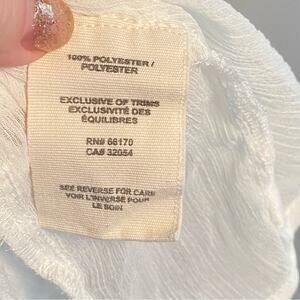 100% POLYESTER /
POLYESTER
EXCLUSIVE OF TRIMS
EXCLUSIVITÉ DES
ÉQUILIBRES
RN# 66170
CA# 32054
SEE REVERSE FOR CARE
VOIR L'INVERSE POUR
LE SOIN